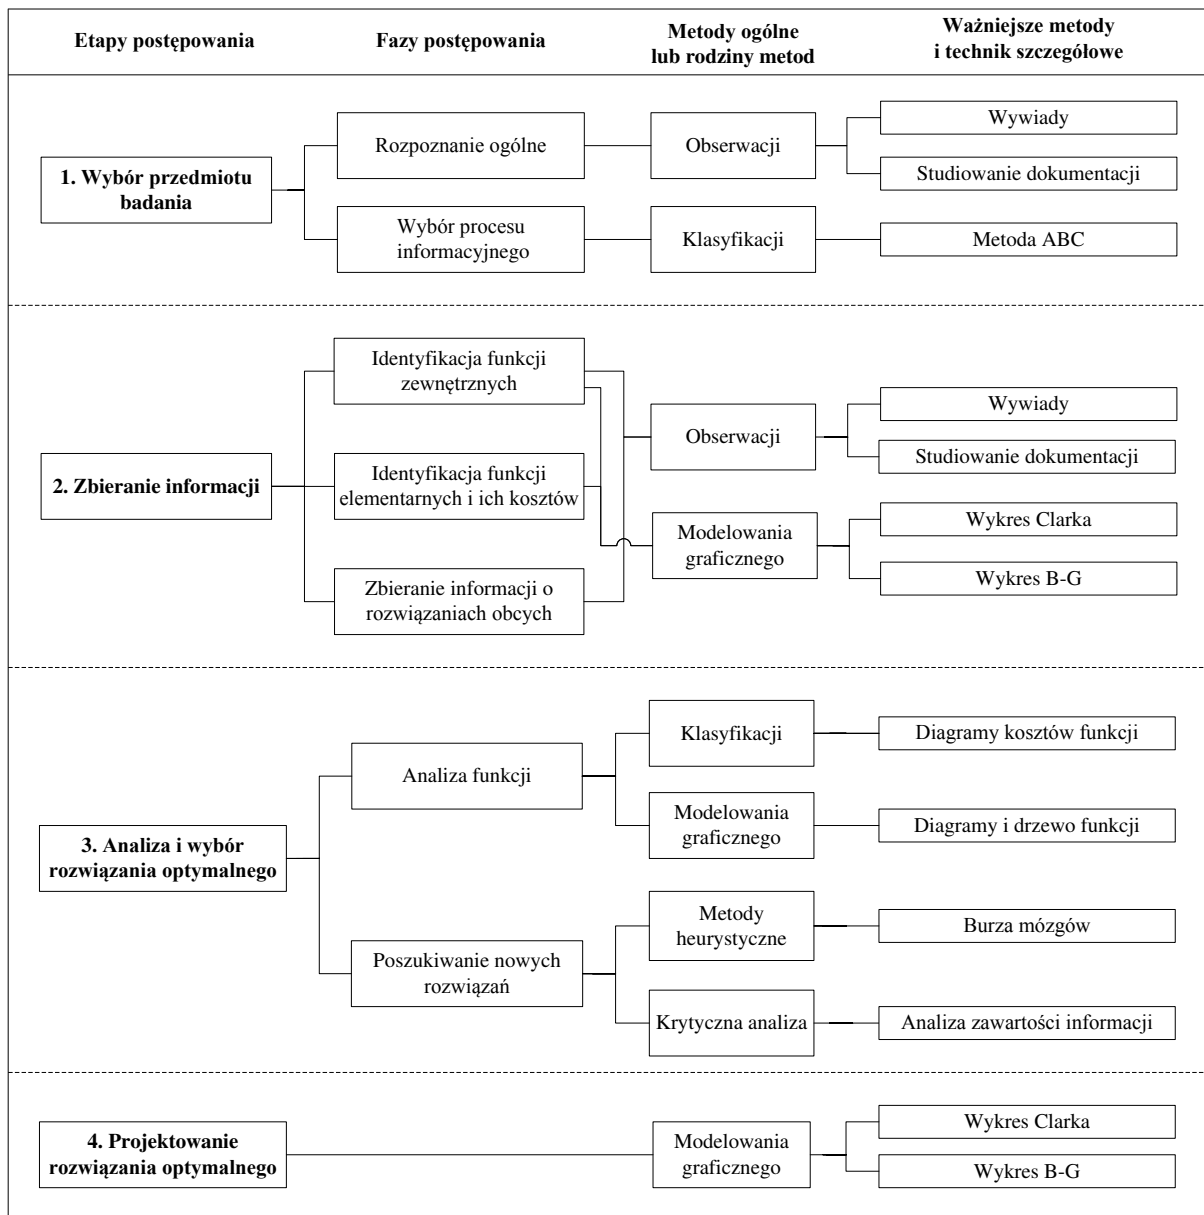 Etapy postępowania
Fazy postępowania
Metody ogólne
lub rodziny metod
Ważniejsze metody
i technik szczegółowe
1. Wybór przedmiotu
badania
Rozpoznanie ogólne
Obserwacji
Wywiady
Studiowanie dokumentacji
Wybór procesu
informacyjnego
Klasyfikacji
Metoda ABC
2. Zbieranie informacji
Identyfikacja funkcji
zewnętrznych
Identyfikacja funkcji
elementarnych i ich kosztów
Zbieranie informacji o
rozwiązaniach obcych
Obserwacji
Wywiady
Studiowanie dokumentacji
Modelowania
graficznego
Wykres Clarka
Wykres B-G
3. Analiza i wybór
rozwiązania optymalnego
Analiza funkcji
Klasyfikacji
Diagramy kosztów funkcji
Modelowania
graficznego
Diagramy i drzewo funkcji
Poszukiwanie nowych
rozwiązań
Metody
heurystyczne
Burza mózgów
Krytyczna analiza
Analiza zawartości informacji
4. Projektowanie
rozwiązania optymalnego
Modelowania
graficznego
Wykres Clarka
Wykres B-G